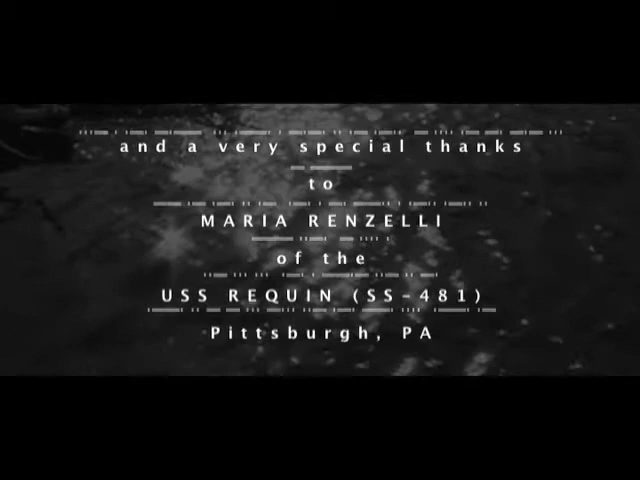 and a very special thanks
to
MARIA RENZELLI
of the
USS REQUIN (SS-481)
Pittsburgh, PA